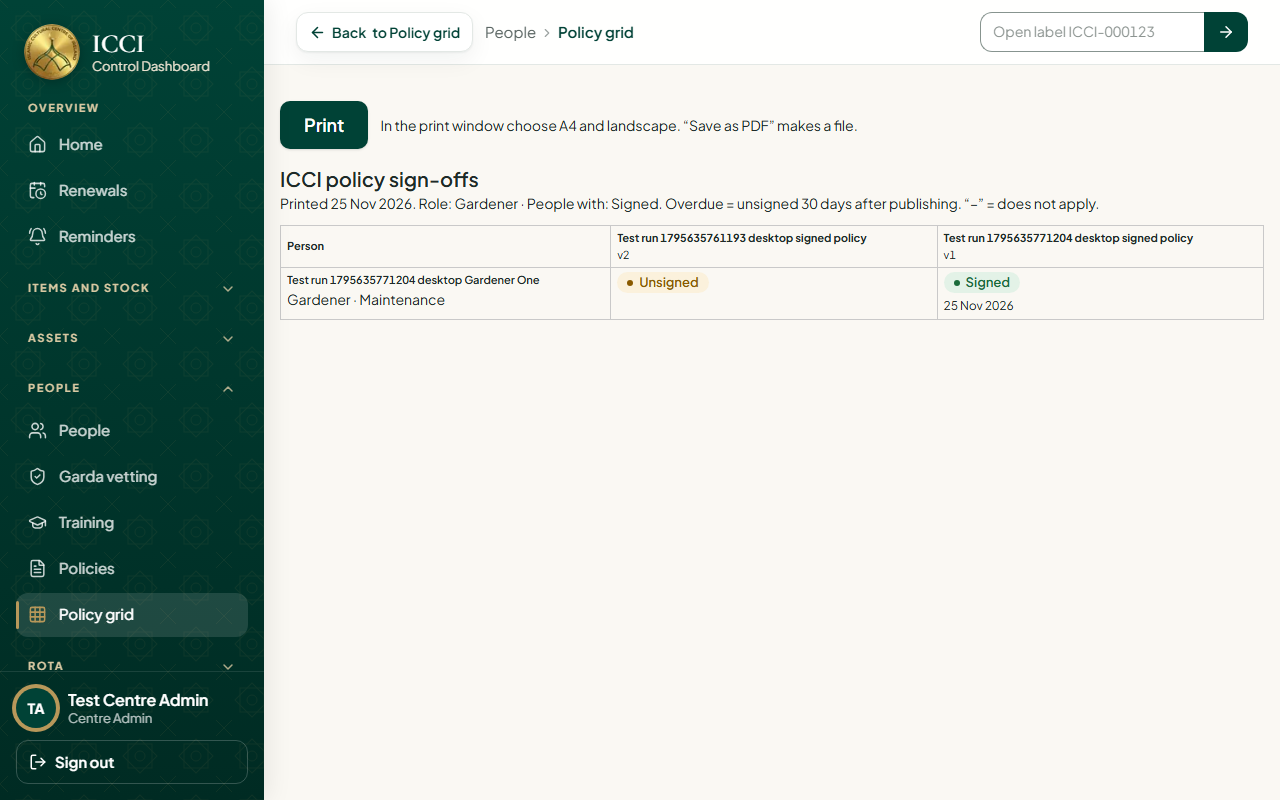 ICCI
Control Dashboard
OVERVIEW
Home
Renewals
Reminders
ITEMS AND STOCK
ASSETS
PEOPLE
People
Garda vetting
Training
Policies
Policy grid
ROTA
TA
Test Centre Admin
Centre Admin
Sign out
Back to Policy grid
People › Policy grid
Open label ICCI-000123
Print
In the print window choose A4 and landscape. “Save as PDF” makes a file.
ICCI policy sign-offs
Printed 25 Nov 2026. Role: Gardener · People with: Signed. Overdue = unsigned 30 days after publishing. “–” = does not apply.
Person
Test run 1795635761193 desktop signed policy
v2
Test run 1795635771204 desktop signed policy
v1
Test run 1795635771204 desktop Gardener One
Gardener · Maintenance
Unsigned
Signed
25 Nov 2026